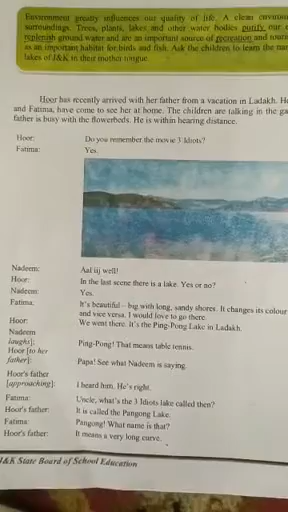 Environment greatly influences our quality of life. A clean
surroundings. Trees, plants, lakes and other water bodies purify our
replenish ground water and are an important source of recreation and
as an important habitat for birds and fish. Ask the children to learn the
lakes of J&K in their mother tongue.
Hoor has recently arrived with her father from a vacation in Ladakh.
and Fatima, have come to see her at home. The children are talking in the
father is busy with the flowerbeds. He is within hearing distance.
Hoor: Do you remember the movie 3 Idiots?
Fatima: Yes.
Nadeem: Aal iij well!
Hoor: In the last scene there is a lake. Yes or no?
Nadeem: Yes.
Fatima: It's beautiful – big with long, sandy shores. It changes its colour
and vice versa. I would love to go there.
Hoor: We went there. It's the Ping-Pong Lake in Ladakh.
Nadeem
[laughs]: Ping-Pong! That means table tennis.
Hoor [to her
father]: Papa! See what Nadeem is saying.
Hoor's father
[approaching]: I heard him. He's right.
Fatima: Uncle, what's the 3 Idiots lake called then?
Hoor's father: It is called the Pangong Lake.
Fatima: Pangong! What name is that?
Hoor's father: It means a very long curve.
J&K State Board of School Education